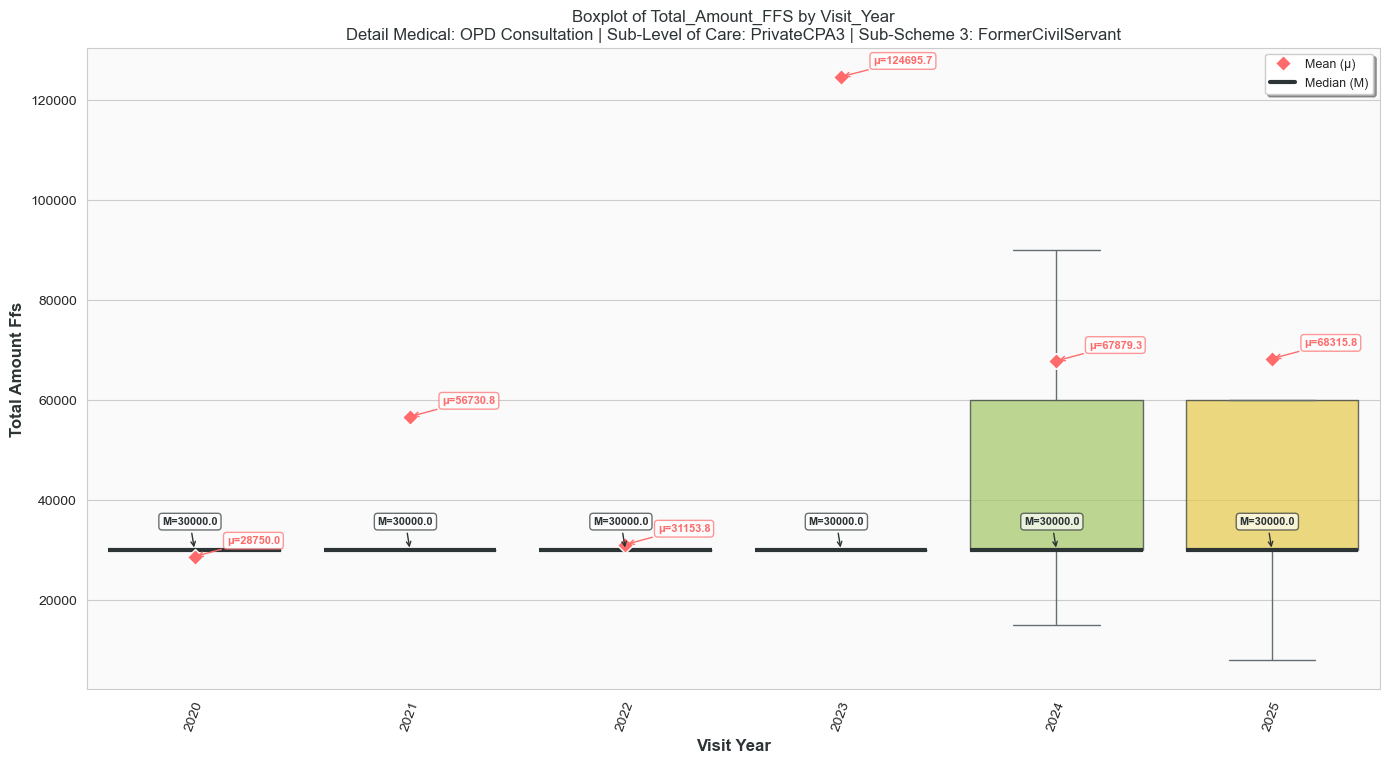 Boxplot of Total_Amount_FFS by Visit_Year
Detail Medical: OPD Consultation | Sub-Level of Care: PrivateCPA3 | Sub-Scheme 3: FormerCivilServant
Mean (μ)
Median (M)
Total Amount Ffs
120000
100000
80000
60000
40000
20000
μ=124695.7
μ=67879.3
μ=68315.8
μ=56730.8
M=30000.0
M=30000.0
M=30000.0
M=30000.0
M=30000.0
M=30000.0
μ=28750.0
μ=31153.8
2020
2021
2022
2023
2024
2025
Visit Year